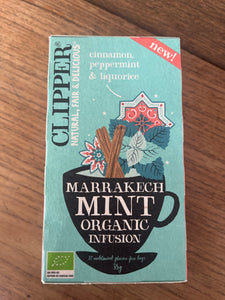 CLIPPER®
NATURAL, FAIR & DELICIOUS
cinnamon,
peppermint
& liquorice
new!
MARRAKECH
MINT
ORGANIC
INFUSION